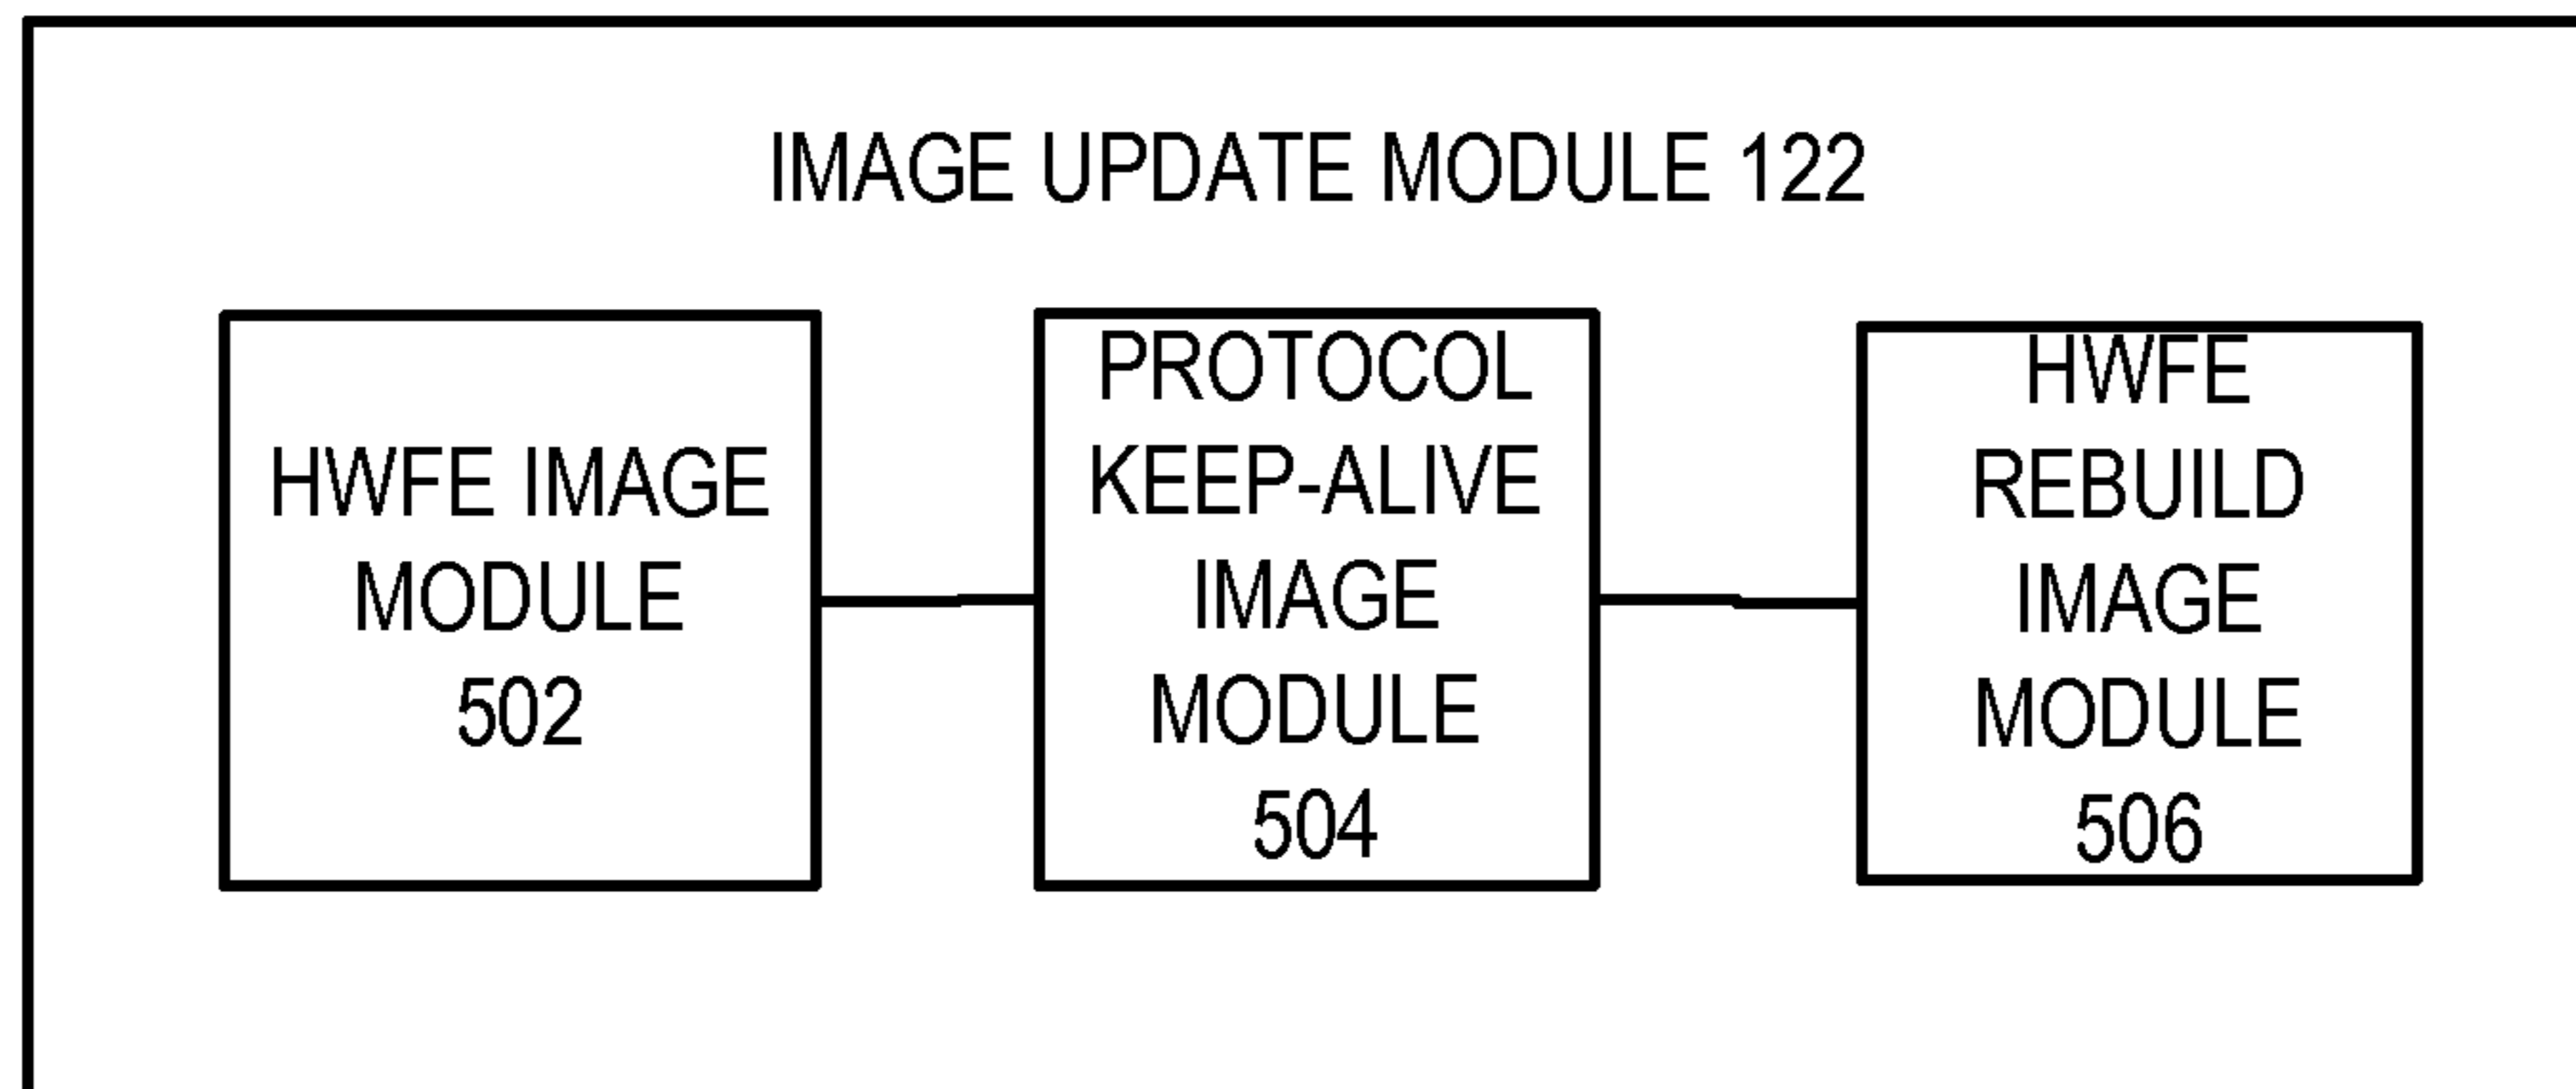 IMAGE UPDATE MODULE 122
HWFE IMAGE
MODULE
502
PROTOCOL
KEEP-ALIVE
IMAGE
MODULE
504
HWFE
REBUILD
IMAGE
MODULE
506